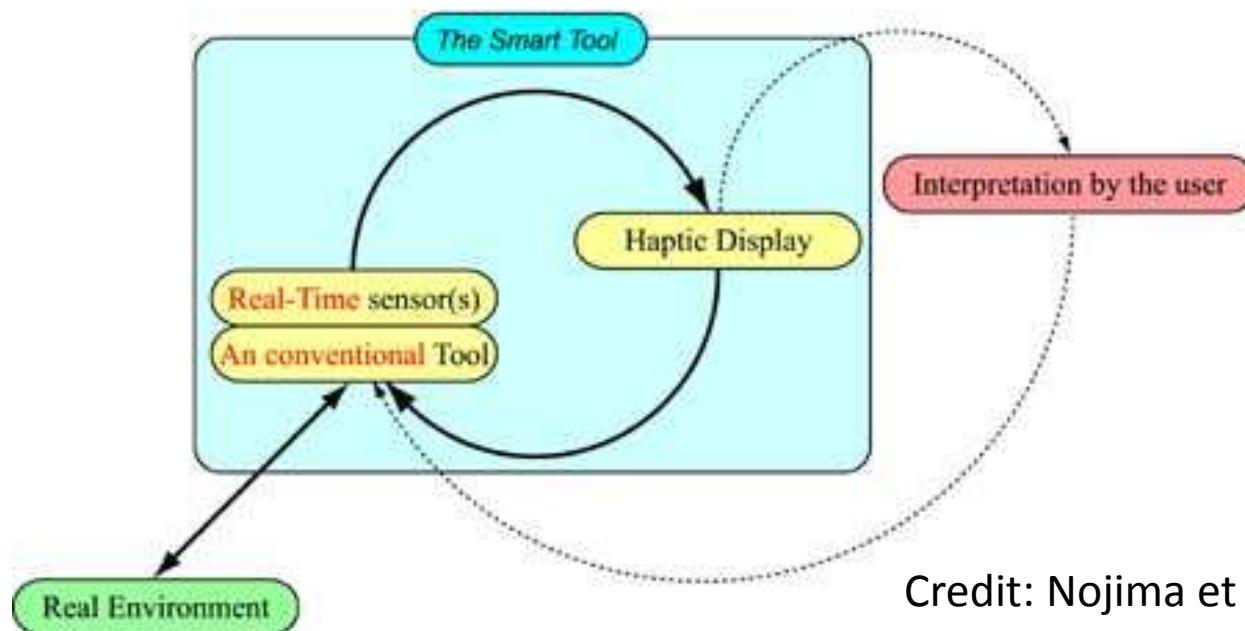 The Smart Tool
Interpretation by the user
Haptic Display
Real-Time sensor(s)
An conventional Tool
Real Environment
Credit: Nojima et